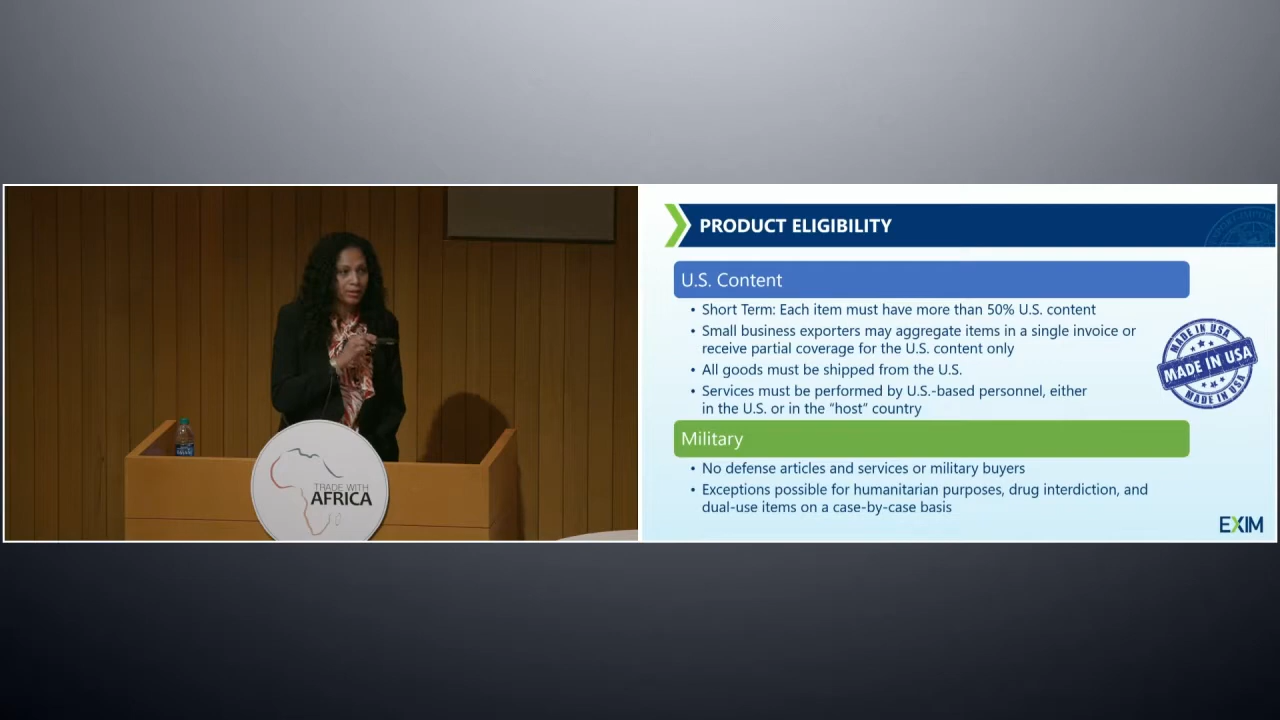 TRADE WITH
AFRICA
PRODUCT ELIGIBILITY
U.S. Content
• Short Term: Each item must have more than 50% U.S. content
• Small business exporters may aggregate items in a single invoice or
receive partial coverage for the U.S. content only
• All goods must be shipped from the U.S.
• Services must be performed by U.S.-based personnel, either
in the U.S. or in the "host" country
MADE IN USA
MADE IN USA
MADE IN USA
Military
• No defense articles and services or military buyers
• Exceptions possible for humanitarian purposes, drug interdiction, and
dual-use items on a case-by-case basis
EXIM